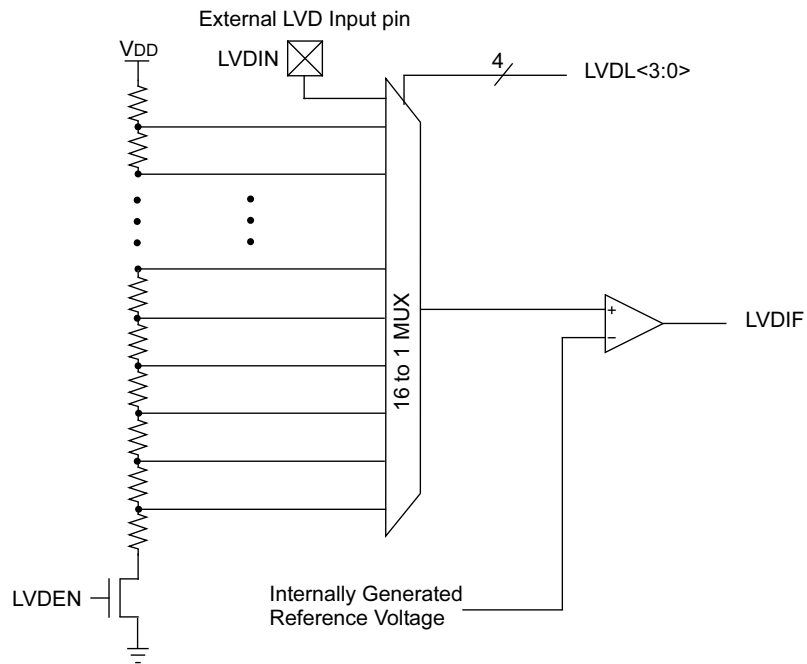 External LVD Input pin
VDD
LVDIN
4
LVDL<3:0>
16 to 1 MUX
+
−
LVDIF
LVDEN
Internally Generated
Reference Voltage